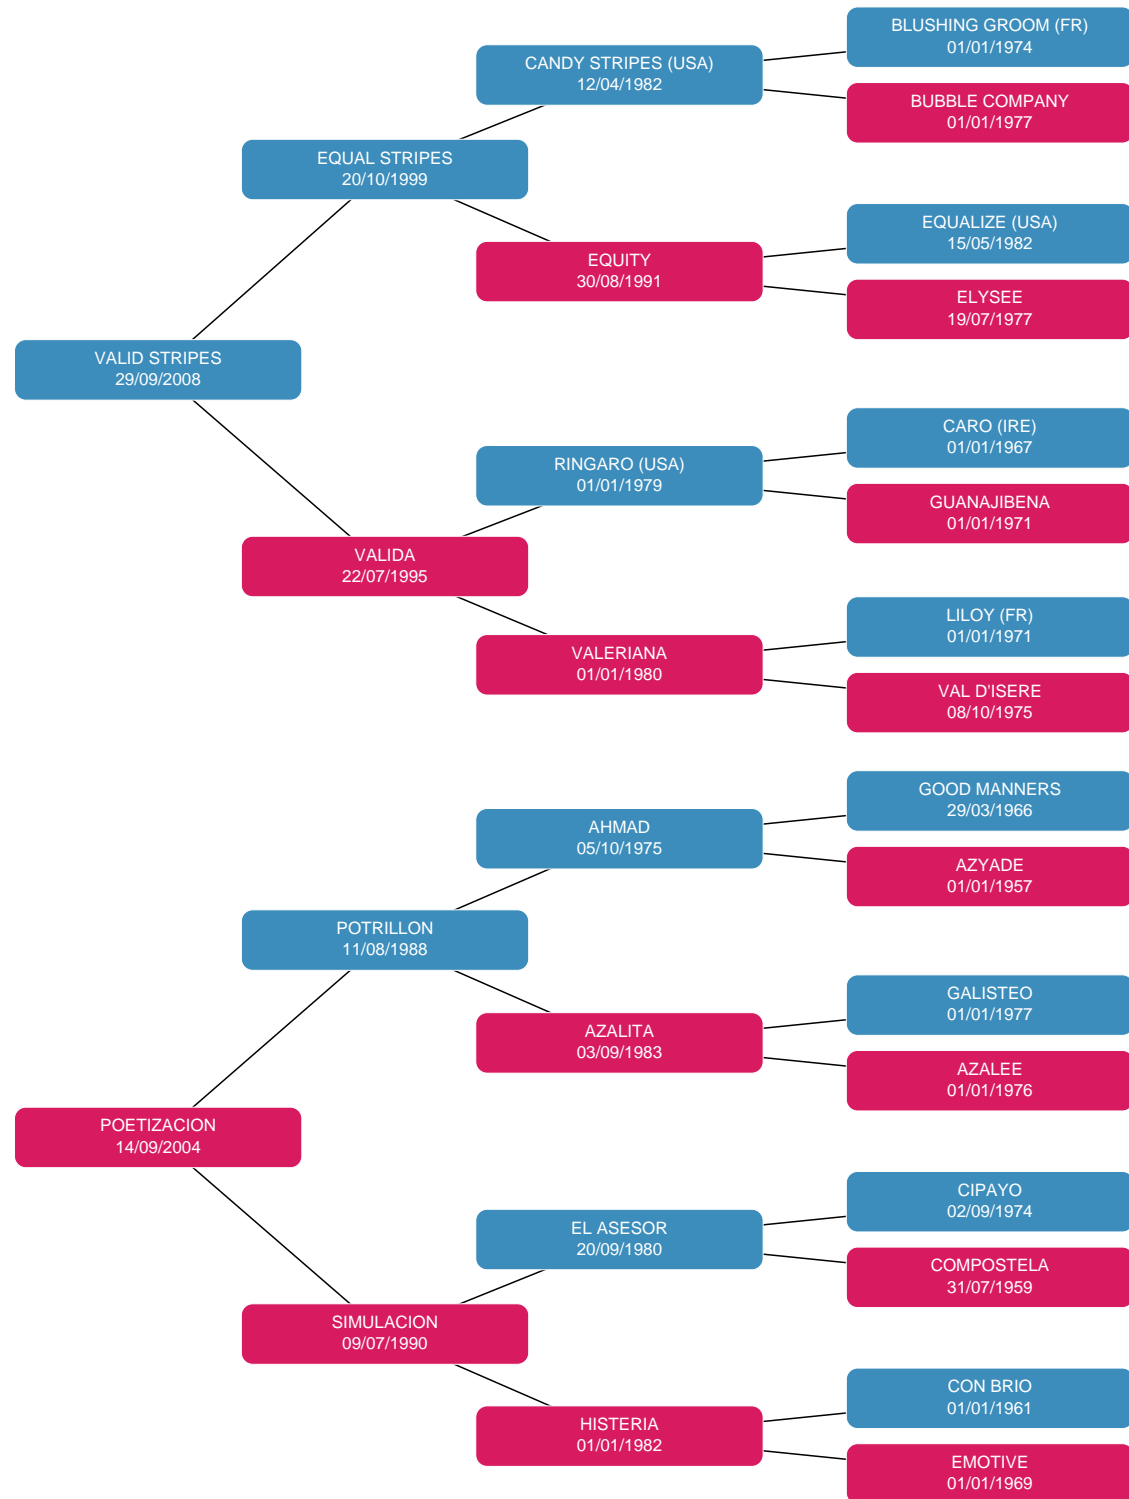 BLUSHING GROOM (FR)
01/01/1974
CANDY STRIPES (USA)
12/04/1982
BUBBLE COMPANY
01/01/1977
EQUAL STRIPES
20/10/1999
EQUALIZE (USA)
15/05/1982
EQUITY
30/08/1991
ELYSEE
19/07/1977
VALID STRIPES
29/09/2008
CARO (IRE)
01/01/1967
RINGARO (USA)
01/01/1979
GUANAJIBENA
01/01/1971
VALIDA
22/07/1995
LILOY (FR)
01/01/1971
VALERIANA
01/01/1980
VAL D'ISERE
08/10/1975
GOOD MANNERS
29/03/1966
AHMAD
05/10/1975
AZYADE
01/01/1957
POTRILLON
11/08/1988
GALISTEO
01/01/1977
AZALITA
03/09/1983
AZALEE
01/01/1976
POETIZACION
14/09/2004
CIPAYO
02/09/1974
EL ASESOR
20/09/1980
COMPOSTELA
31/07/1959
SIMULACION
09/07/1990
CON BRIO
01/01/1961
HISTERIA
01/01/1982
EMOTIVE
01/01/1969